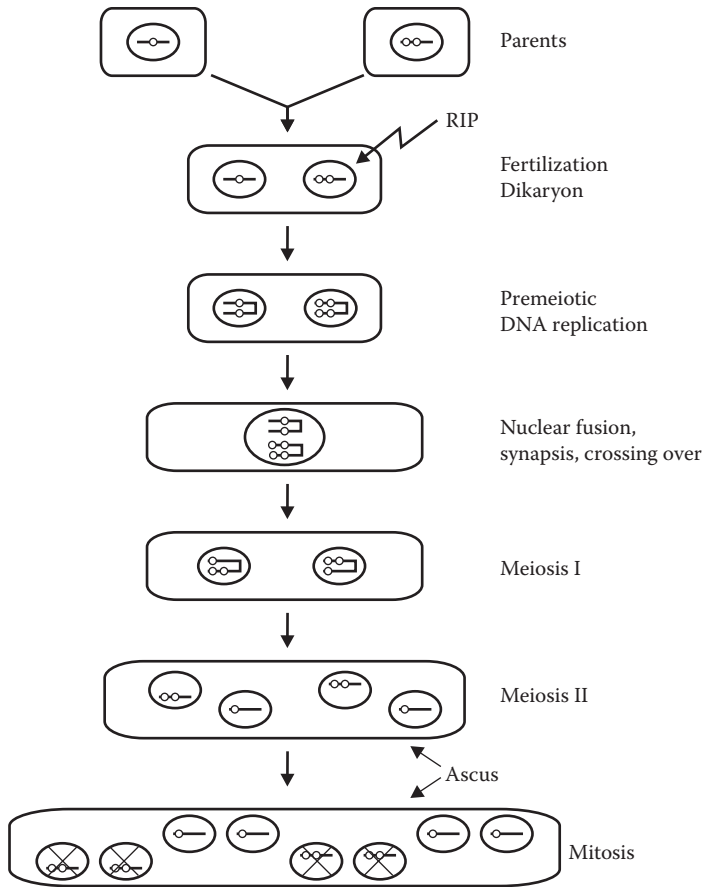 Parents
RIP
Fertilization
Dikaryon
Premeiotic
DNA replication
Nuclear fusion,
synapsis, crossing over
Meiosis I
Meiosis II
Ascus
Mitosis